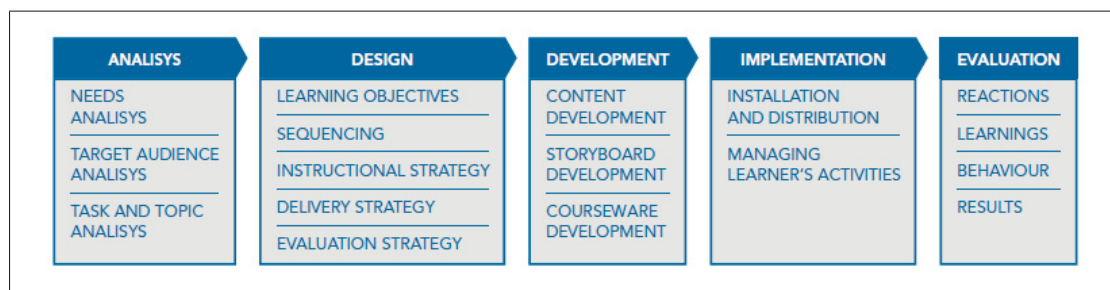 ANALISYS
NEEDS
ANALISYS
TARGET AUDIENCE
ANALISYS
TASK AND TOPIC
ANALISYS
DESIGN
LEARNING OBJECTIVES
SEQUENCING
INSTRUCTIONAL STRATEGY
DELIVERY STRATEGY
EVALUATION STRATEGY
DEVELOPMENT
CONTENT
DEVELOPMENT
STORYBOARD
DEVELOPMENT
COURSEWARE
DEVELOPMENT
IMPLEMENTATION
INSTALLATION
AND DISTRIBUTION
MANAGING
LEARNER'S ACTIVITIES
EVALUATION
REACTIONS
LEARNINGS
BEHAVIOUR
RESULTS